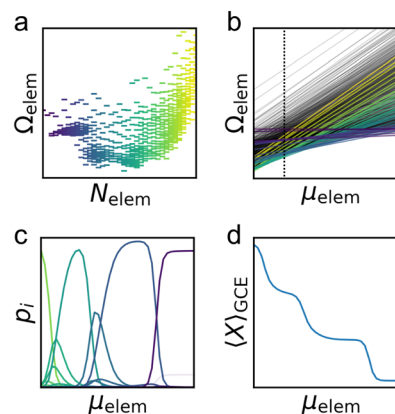 a
Ω_elem
N_elem
b
Ω_elem
μ_elem
c
p_i
μ_elem
d
⟨X⟩_GCE
μ_elem